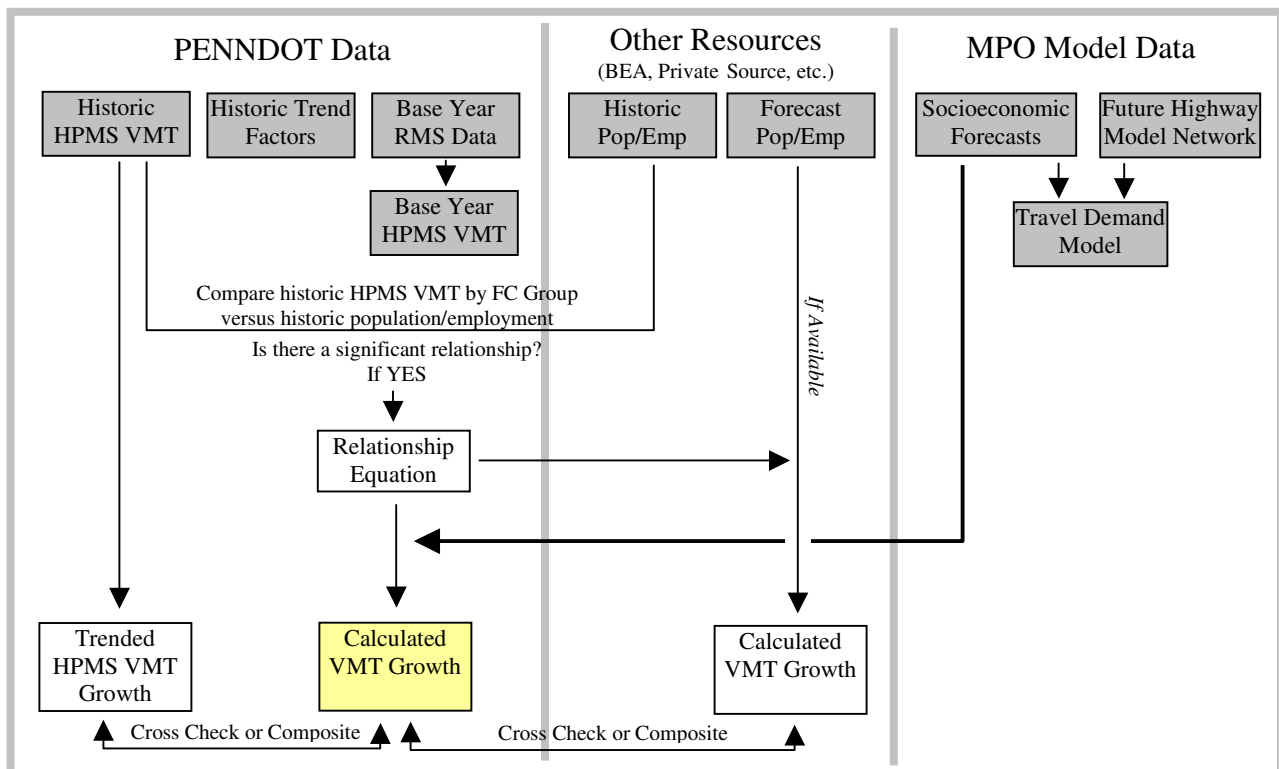 PENNDOT Data
Other Resources
(BEA, Private Source, etc.)
MPO Model Data
Historic
HPMS VMT
Historic Trend
Factors
Base Year
RMS Data
Historic
Pop/Emp
Forecast
Pop/Emp
Socioeconomic
Forecasts
Future Highway
Model Network
Base Year
HPMS VMT
Travel Demand
Model
Compare historic HPMS VMT by FC Group
versus historic population/employment
Is there a significant relationship?
If YES
If Available
Relationship
Equation
Trended
HPMS VMT
Growth
Calculated
VMT Growth
Calculated
VMT Growth
Cross Check or Composite
Cross Check or Composite